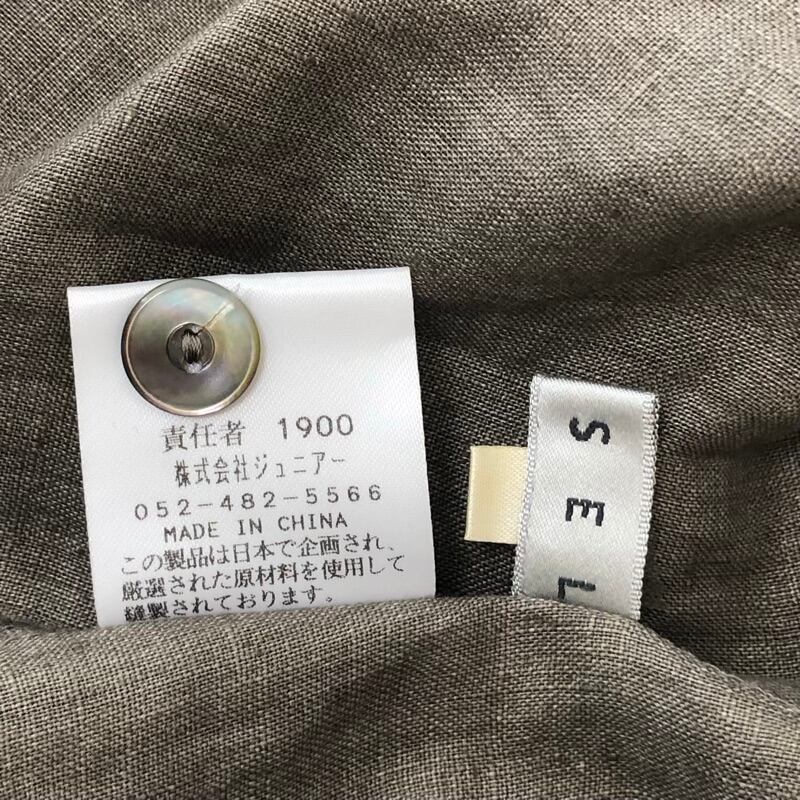 責任者 1900
株式会社ジュニアー
052-482-5566
MADE IN CHINA
この製品は日本で企画され、
厳選された原材料を使用して
縫製されております。
SEL